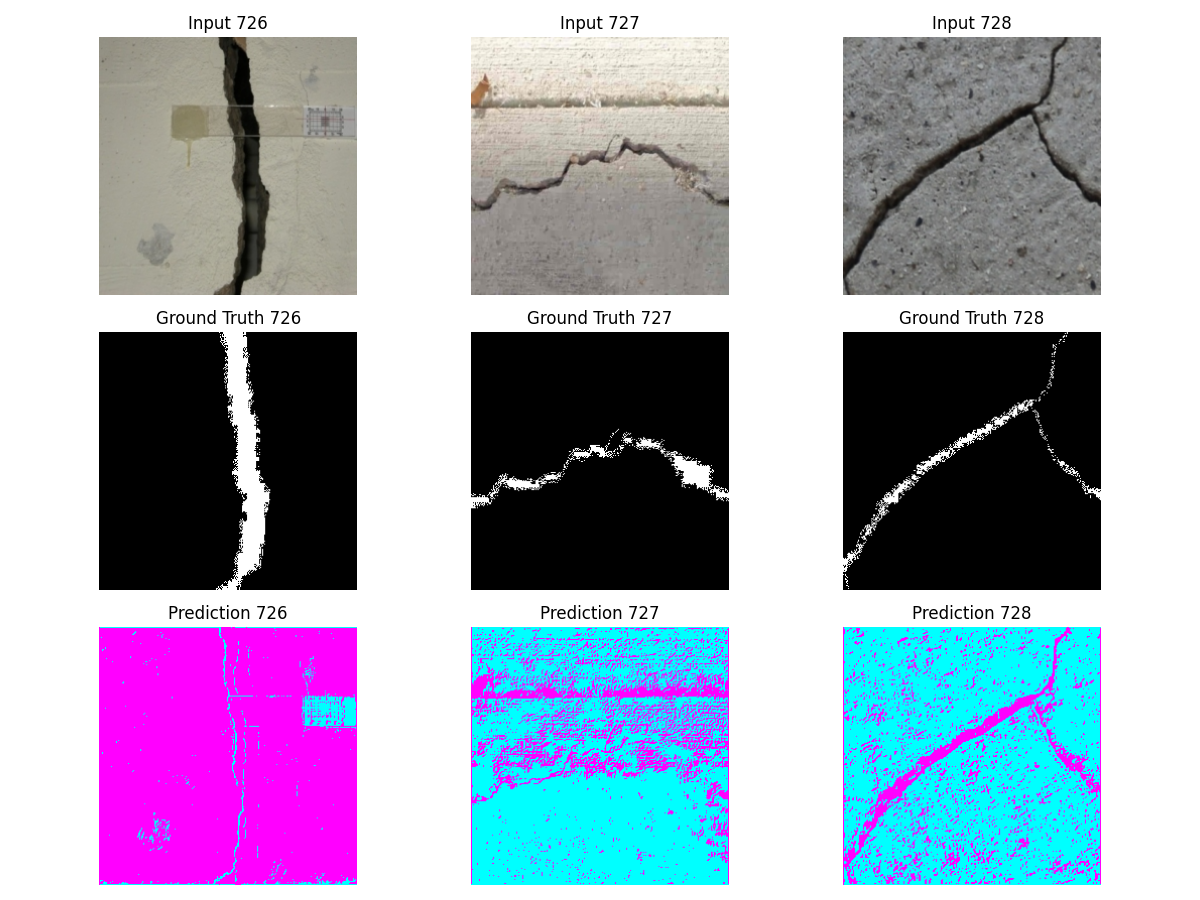 Input 726
Input 727
Input 728
Ground Truth 726
Ground Truth 727
Ground Truth 728
Prediction 726
Prediction 727
Prediction 728